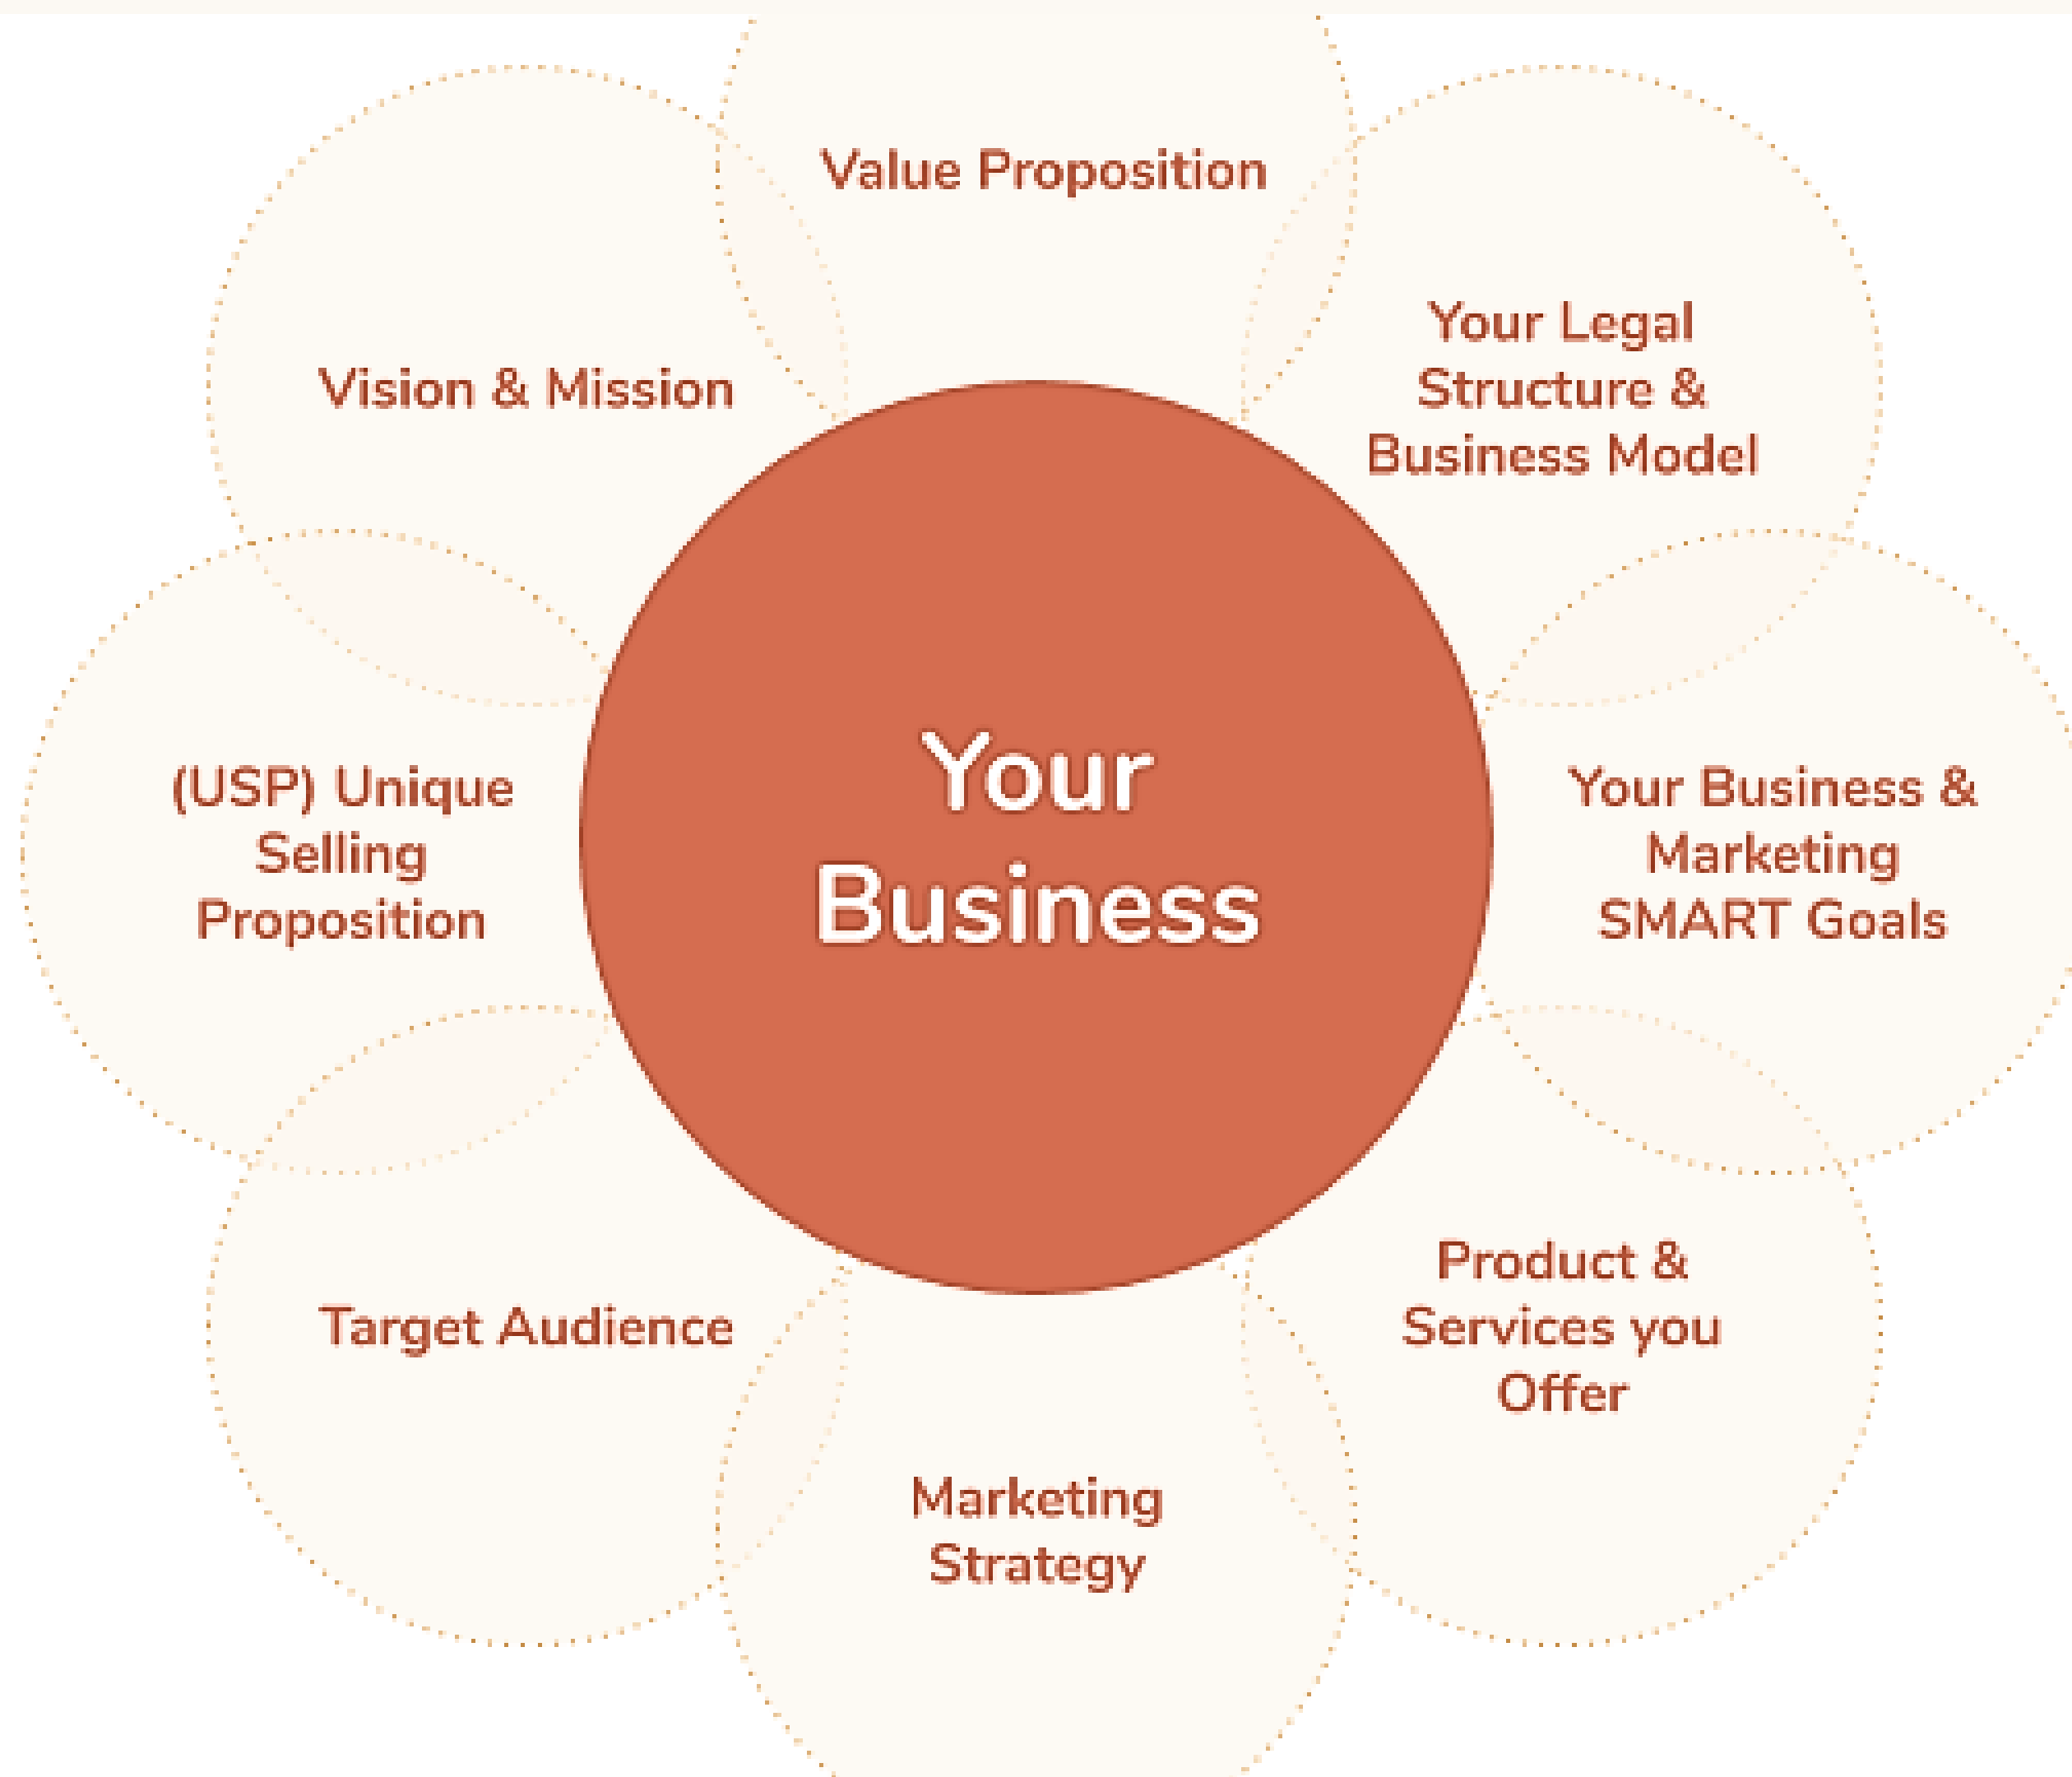 Value Proposition
Your Legal
Structure &
Business Model
Vision & Mission
Your
Business
(USP) Unique
Selling
Proposition
Your Business &
Marketing
SMART Goals
Target Audience
Product &
Services you
Offer
Marketing
Strategy